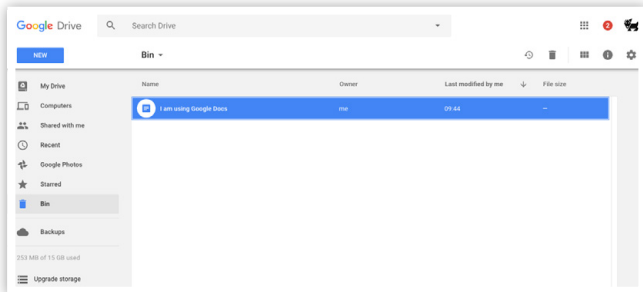 Google Drive
Search Drive
2
NEW
Bin
My Drive
Computers
Shared with me
Recent
Google Photos
Starred
Bin
Backups
253 MB of 15 GB used
Upgrade storage
Name Owner Last modified by me File size
I am using Google Docs me 09:44 –